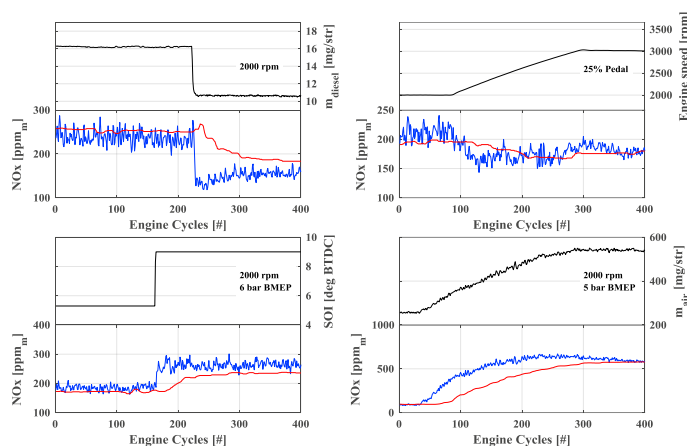 18
16
14
12
10
m_diesel [mg/str]
2000 rpm
300
200
100
NOx [ppm_m]
0 100 200 300 400
Engine Cycles [#]
3500
3000
2500
2000
Engine speed [rpm]
25% Pedal
250
200
150
100
50
NOx [ppm_m]
0 100 200 300 400
Engine Cycles [#]
10
8
6
4
SOI [deg BTDC]
2000 rpm
6 bar BMEP
400
300
200
100
NOx [ppm_m]
0 100 200 300 400
Engine Cycles [#]
600
400
200
m_air [mg/str]
2000 rpm
5 bar BMEP
1000
500
0
NOx [ppm_m]
0 100 200 300 400
Engine Cycles [#]